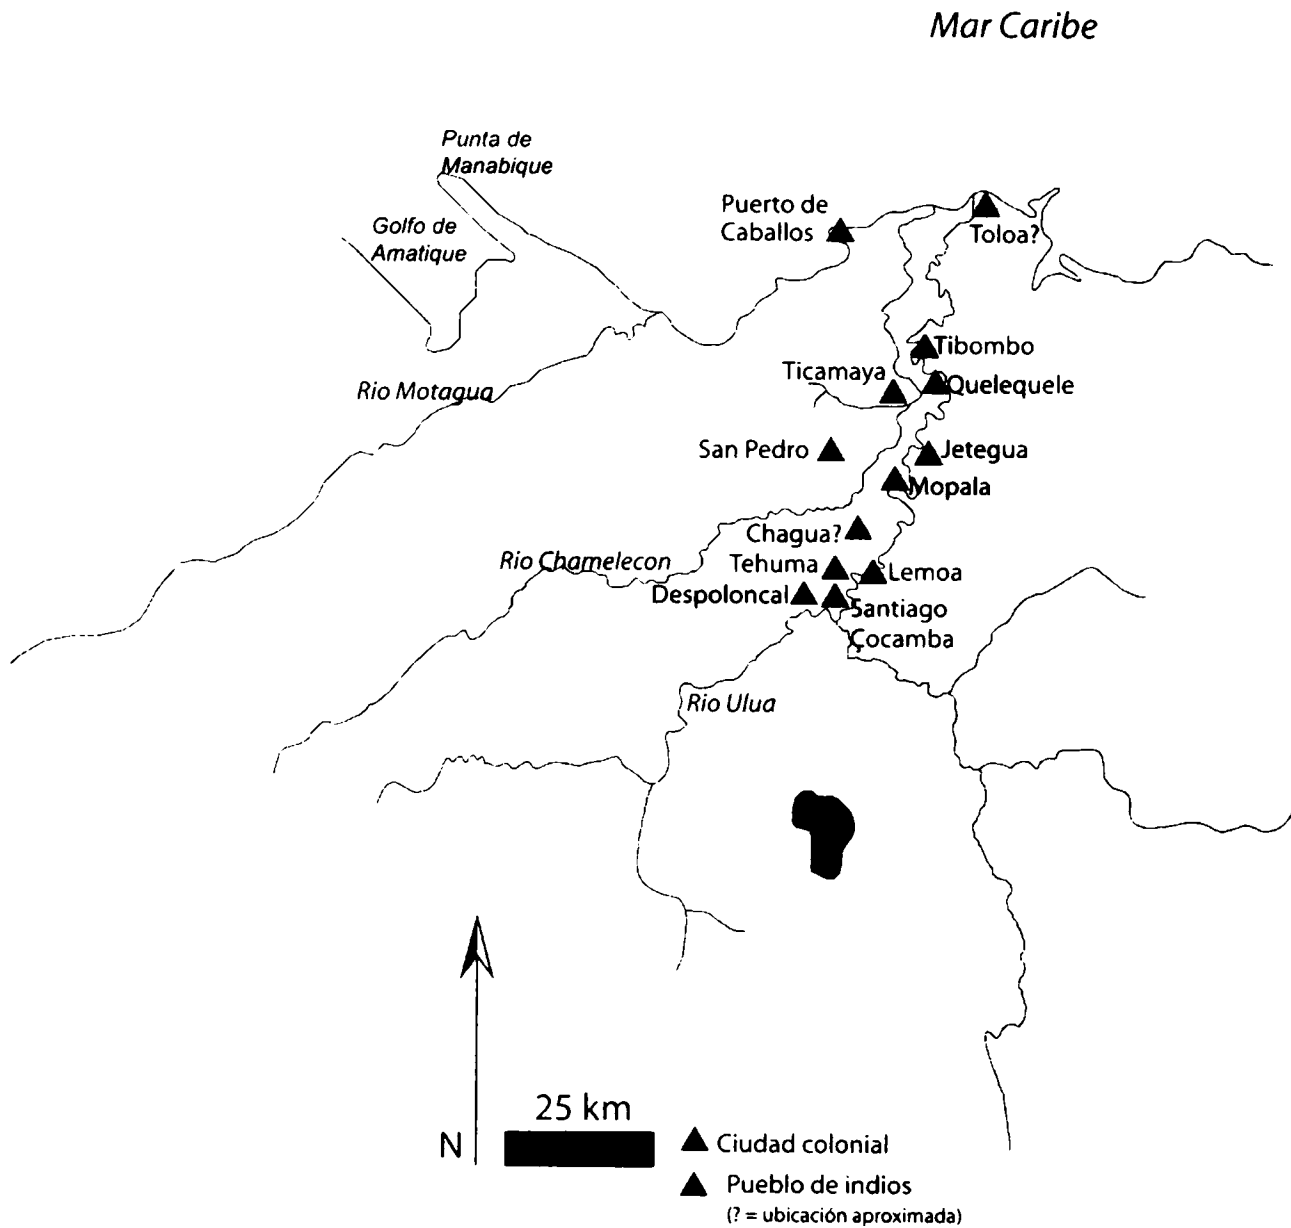 Mar Caribe
Punta de
Manabique
Golfo de
Amatique
Puerto de
Caballos
Toloa?
Tibombo
Ticamaya
Quelequele
Rio Motagua
San Pedro
Jetegua
Mopala
Chagua?
Rio Chamelecon
Tehuma
Lemoa
Despoloncal
Santiago
Çocamba
Rio Ulua
25 km
N
Ciudad colonial
Pueblo de indios
(? = ubicación aproximada)